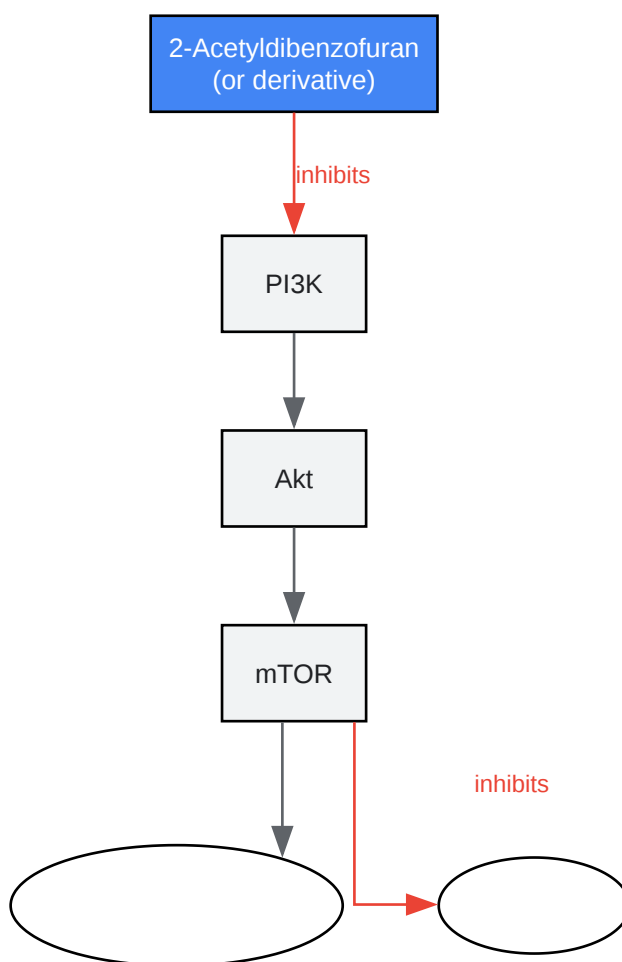 2-Acetyldibenzofuran
(or derivative)
inhibits
PI3K
Akt
mTOR
inhibits